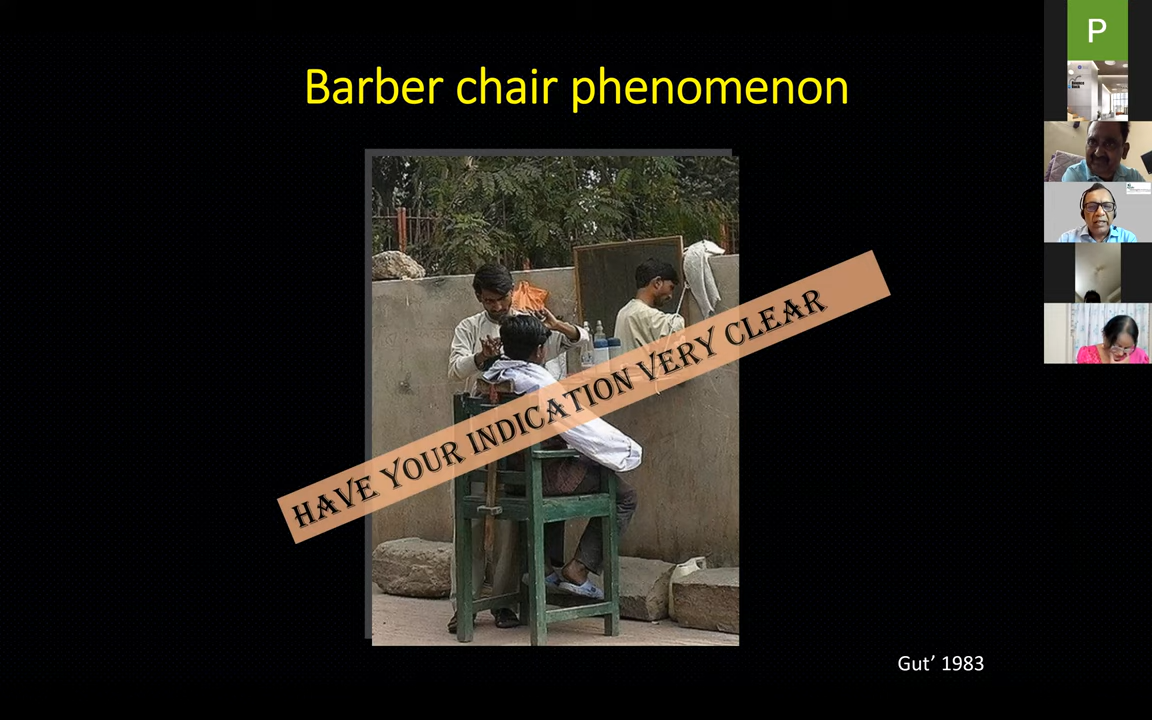 Barber chair phenomenon
HAVE YOUR INDICATION VERY CLEAR
Gut' 1983
P